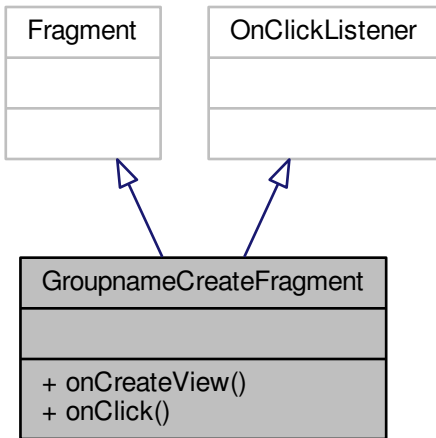 Fragment
OnClickListener
GroupnameCreateFragment
+ onCreateView()
+ onClick()